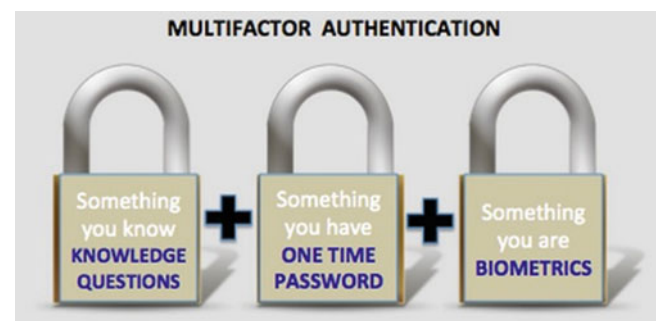 MULTIFACTOR AUTHENTICATION
Something
you know
KNOWLEDGE
QUESTIONS
Something
you have
ONE TIME
PASSWORD
Something
you are
BIOMETRICS